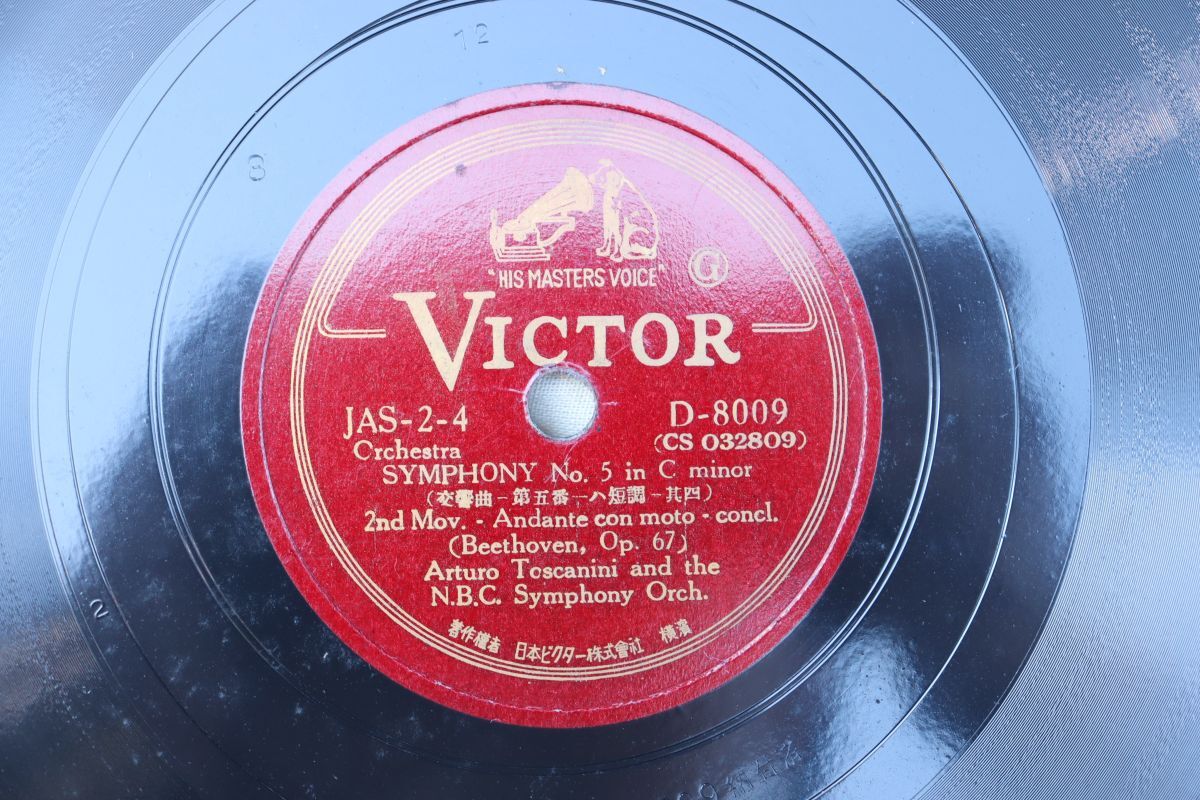 12
8
"HIS MASTERS VOICE"
G
VICTOR
JAS-2-4
D-8009
Orchestra
(CS 032809)
SYMPHONY No. 5 in C minor
(交響曲-第五番-ハ短調-其四)
2nd Mov. - Andante con moto - concl.
(Beethoven, Op. 67)
Arturo Toscanini and the
N.B.C. Symphony Orch.
2
著作權者 日本ビクター株式會社 橫濱